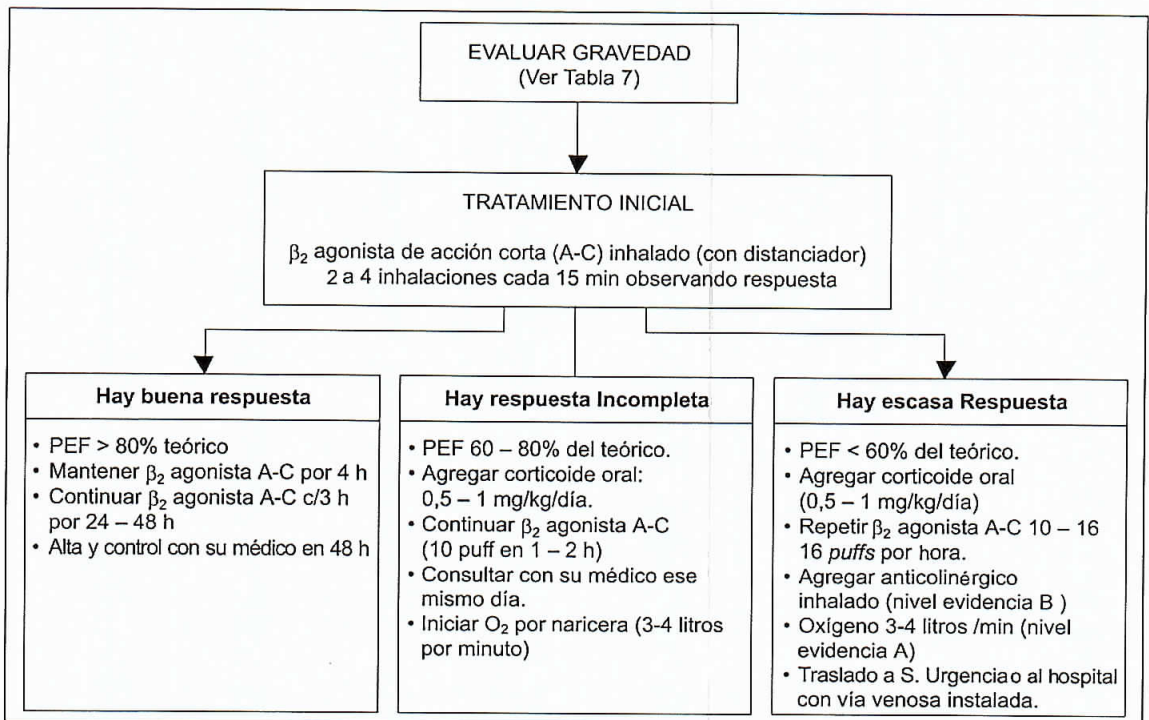 EVALUAR GRAVEDAD
(Ver Tabla 7)
TRATAMIENTO INICIAL
β₂ agonista de acción corta (A-C) inhalado (con distanciador)
2 a 4 inhalaciones cada 15 min observando respuesta
Hay buena respuesta
• PEF > 80% teórico
• Mantener β₂ agonista A-C por 4 h
• Continuar β₂ agonista A-C c/3 h
por 24 – 48 h
• Alta y control con su médico en 48 h
Hay respuesta Incompleta
• PEF 60 – 80% del teórico.
• Agregar corticoide oral:
0,5 – 1 mg/kg/día.
• Continuar β₂ agonista A-C
(10 puff en 1 – 2 h)
• Consultar con su médico ese
mismo día.
• Iniciar O₂ por naricera (3-4 litros
por minuto)
Hay escasa Respuesta
• PEF < 60% del teórico.
• Agregar corticoide oral
(0,5 – 1 mg/kg/día)
• Repetir β₂ agonista A-C 10 – 16
16 puffs por hora.
• Agregar anticolinérgico
inhalado (nivel evidencia B )
• Oxígeno 3-4 litros /min (nivel
evidencia A)
• Traslado a S. Urgenciao al hospital
con vía venosa instalada.